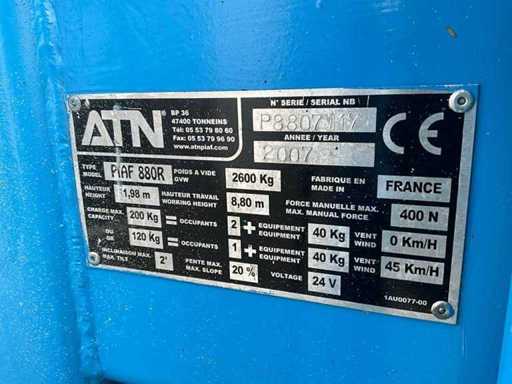 ATN®
BP 36
47400 TONNEINS
Tél: 05 53 79 80 60
Fax: 05 53 79 96 90
www.atnpiaf.com
N° SERIE / SERIAL NB
ANNEE / YEAR
2007
CE
TYPE MODEL PiAF 880R POIDS A VIDE GVW 2600 Kg FABRIQUÉ EN MADE IN FRANCE
HAUTEUR HEIGHT 1,98 m HAUTEUR TRAVAIL WORKING HEIGHT 8,80 m FORCE MANUELLE MAX. MAX. MANUAL FORCE 400 N
CHARGE MAX. CAPACITY 200 Kg = OCCUPANTS 2 + EQUIPEMENT EQUIPMENT 40 Kg VENT WIND 0 Km/H
OU OR 120 Kg = OCCUPANTS 1 + EQUIPEMENT EQUIPMENT 40 Kg VENT WIND 45 Km/H
INCLINAISON MAX. MAX. TILT 2° PENTE MAX. MAX. SLOPE 20 % VOLTAGE 24 V
1AU0077-00